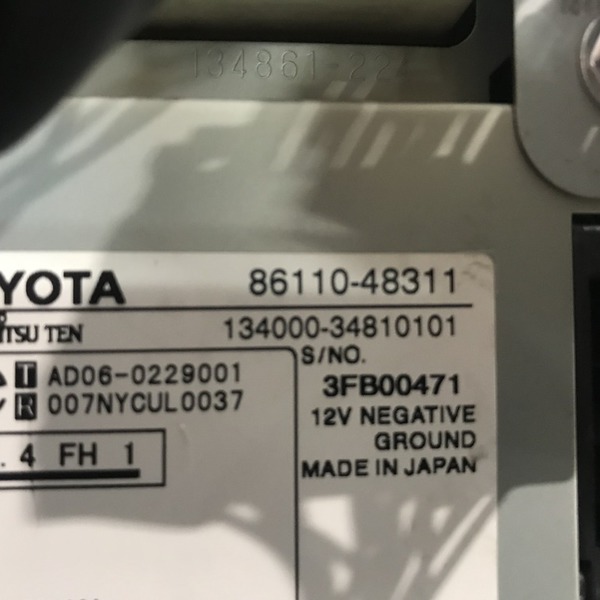 134861-22
YOTA 86110-48311
ITSU TEN 134000-34810101
S/NO.
T AD06-0229001
3FB00471
R 007NYCUL0037
12V NEGATIVE
GROUND
. 4 FH 1
MADE IN JAPAN